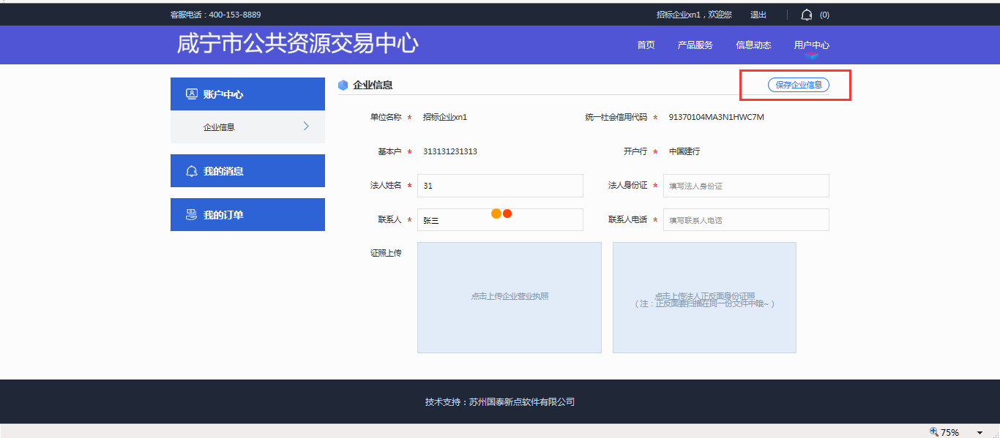 客服电话：400-153-8889
招标企业xn1，欢迎您 退出 (0)
咸宁市公共资源交易中心
首页 产品服务 信息动态 用户中心
账户中心
企业信息
我的消息
我的订单
企业信息
保存企业信息
单位名称 * 招标企业xn1 统一社会信用代码 * 91370104MA3N1HWC7M
基本户 * 313131231313 开户行 * 中国建行
法人姓名 * 31 法人身份证 * 填写法人身份证
联系人 * 张三 联系人电话 * 填写联系人电话
证照上传
点击上传企业营业执照
点击上传法人正反面身份证照
（注：正反面要扫描在同一份文件中哦~）
技术支持：苏州国泰新点软件有限公司
75%